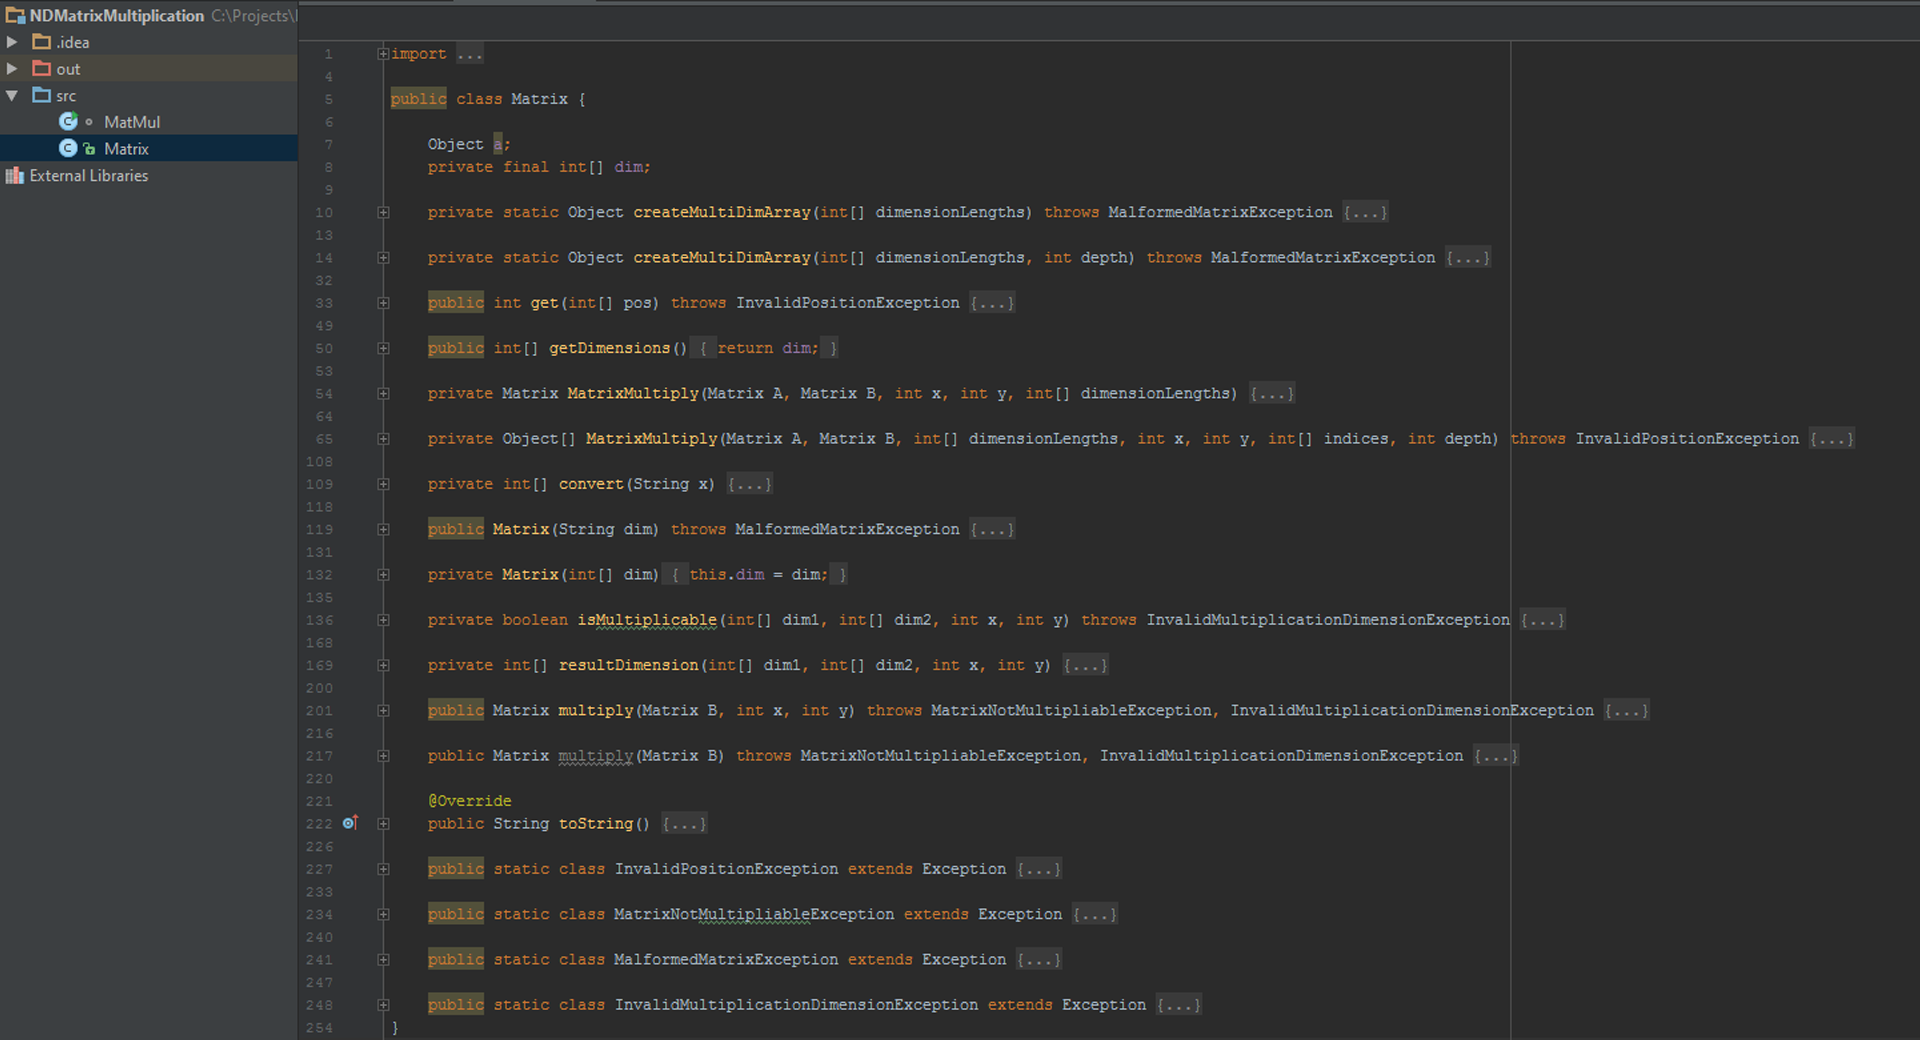 NDMatrixMultiplication C:\Projects\
.idea
out
src
MatMul
Matrix
External Libraries
1 import ...
4
5 public class Matrix {
6
7 Object a;
8 private final int[] dim;
9
10 private static Object createMultiDimArray(int[] dimensionLengths) throws MalformedMatrixException {...}
13
14 private static Object createMultiDimArray(int[] dimensionLengths, int depth) throws MalformedMatrixException {...}
32
33 public int get(int[] pos) throws InvalidPositionException {...}
49
50 public int[] getDimensions() { return dim; }
53
54 private Matrix MatrixMultiply(Matrix A, Matrix B, int x, int y, int[] dimensionLengths) {...}
64
65 private Object[] MatrixMultiply(Matrix A, Matrix B, int[] dimensionLengths, int x, int y, int[] indices, int depth) throws InvalidPositionException {...}
108
109 private int[] convert(String x) {...}
118
119 public Matrix(String dim) throws MalformedMatrixException {...}
131
132 private Matrix(int[] dim) { this.dim = dim; }
135
136 private boolean isMultiplicable(int[] dim1, int[] dim2, int x, int y) throws InvalidMultiplicationDimensionException {...}
168
169 private int[] resultDimension(int[] dim1, int[] dim2, int x, int y) {...}
200
201 public Matrix multiply(Matrix B, int x, int y) throws MatrixNotMultipliableException, InvalidMultiplicationDimensionException {...}
216
217 public Matrix multiply(Matrix B) throws MatrixNotMultipliableException, InvalidMultiplicationDimensionException {...}
220
221 @Override
222 public String toString() {...}
226
227 public static class InvalidPositionException extends Exception {...}
233
234 public static class MatrixNotMultipliableException extends Exception {...}
240
241 public static class MalformedMatrixException extends Exception {...}
247
248 public static class InvalidMultiplicationDimensionException extends Exception {...}
254 }